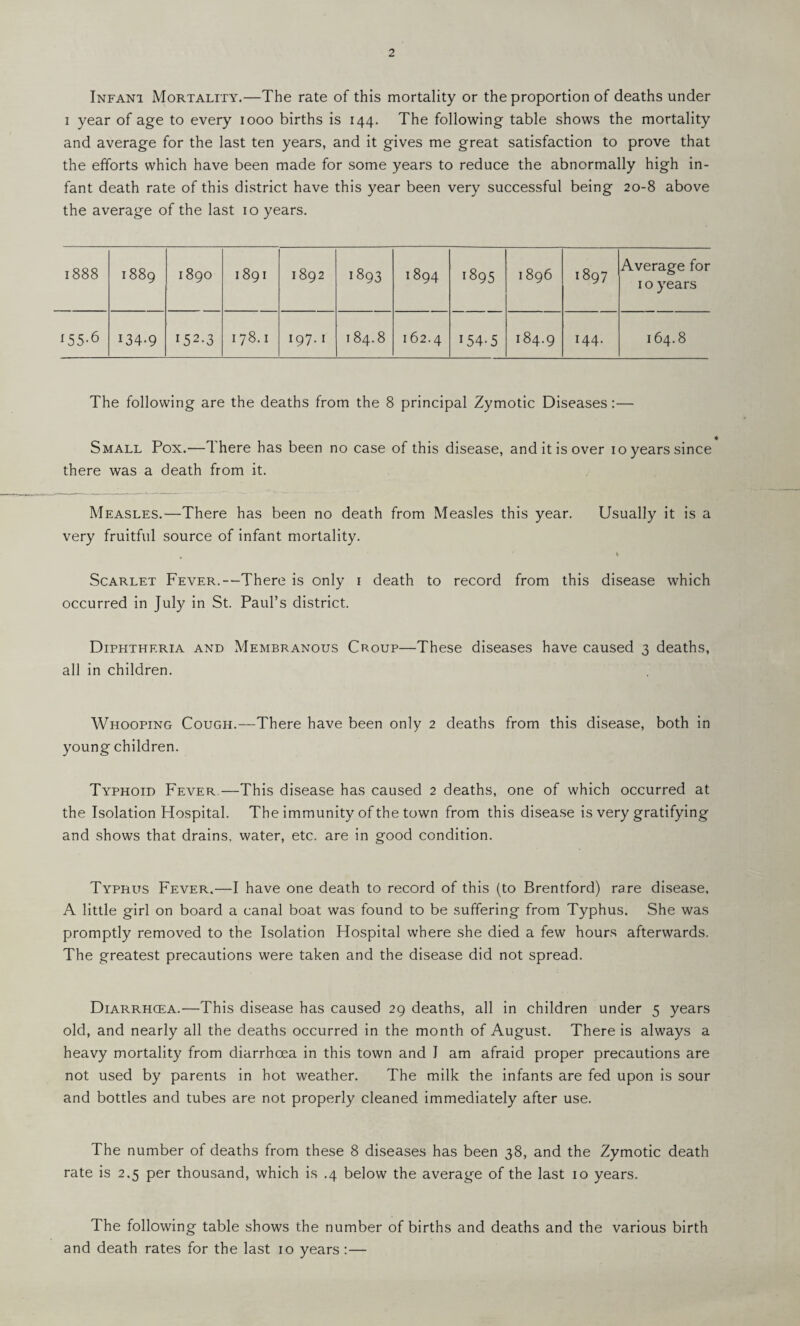 2
Infant Mortality.—The rate of this mortality or the proportion of deaths under
1 year of age to every 1000 births is 144. The following table shows the mortality
and average for the last ten years, and it gives me great satisfaction to prove that
the efforts which have been made for some years to reduce the abnormally high in-
fant death rate of this district have this year been very successful being 20-8 above
the average of the last 10 years.
1888 1889 1890 1891 1892 1893 1894 1895 1896 1897 Average for
10 years
155.6 134.9 152.3 178.1 197.1 184.8 162.4 154.5 184.9 144. 164.8
The following are the deaths from the 8 principal Zymotic Diseases:—
Small Pox.—There has been no case of this disease, and it is over 10 years since
there was a death from it.
Measles.—There has been no death from Measles this year. Usually it is a
very fruitful source of infant mortality.
Scarlet Fever.—There is only 1 death to record from this disease which
occurred in July in St. Paul's district.
Diphtheria and Membranous Croup—These diseases have caused 3 deaths,
all in children.
Whooping Cough.—There have been only 2 deaths from this disease, both in
young children.
Typhoid Fever.—This disease has caused 2 deaths, one of which occurred at
the Isolation Hospital. The immunity of the town from this disease is very gratifying
and shows that drains, water, etc. are in good condition.
Typhus Fever.—I have one death to record of this (to Brentford) rare disease,
A little girl on board a canal boat was found to be suffering from Typhus. She was
promptly removed to the Isolation Hospital where she died a few hours afterwards.
The greatest precautions were taken and the disease did not spread.
Diarrhœa.—This disease has caused 29 deaths, all in children under 5 years
old, and nearly all the deaths occurred in the month of August. There is always a
heavy mortality from diarrhœa in this town and I am afraid proper precautions are
not used by parents in hot weather. The milk the infants are fed upon is sour
and bottles and tubes are not properly cleaned immediately after use.
The number of deaths from these 8 diseases has been 38, and the Zymotic death
rate is 2.5 per thousand, which is .4 below the average of the last 10 years.
The following table shows the number of births and deaths and the various birth
and death rates for the last 10 years:—